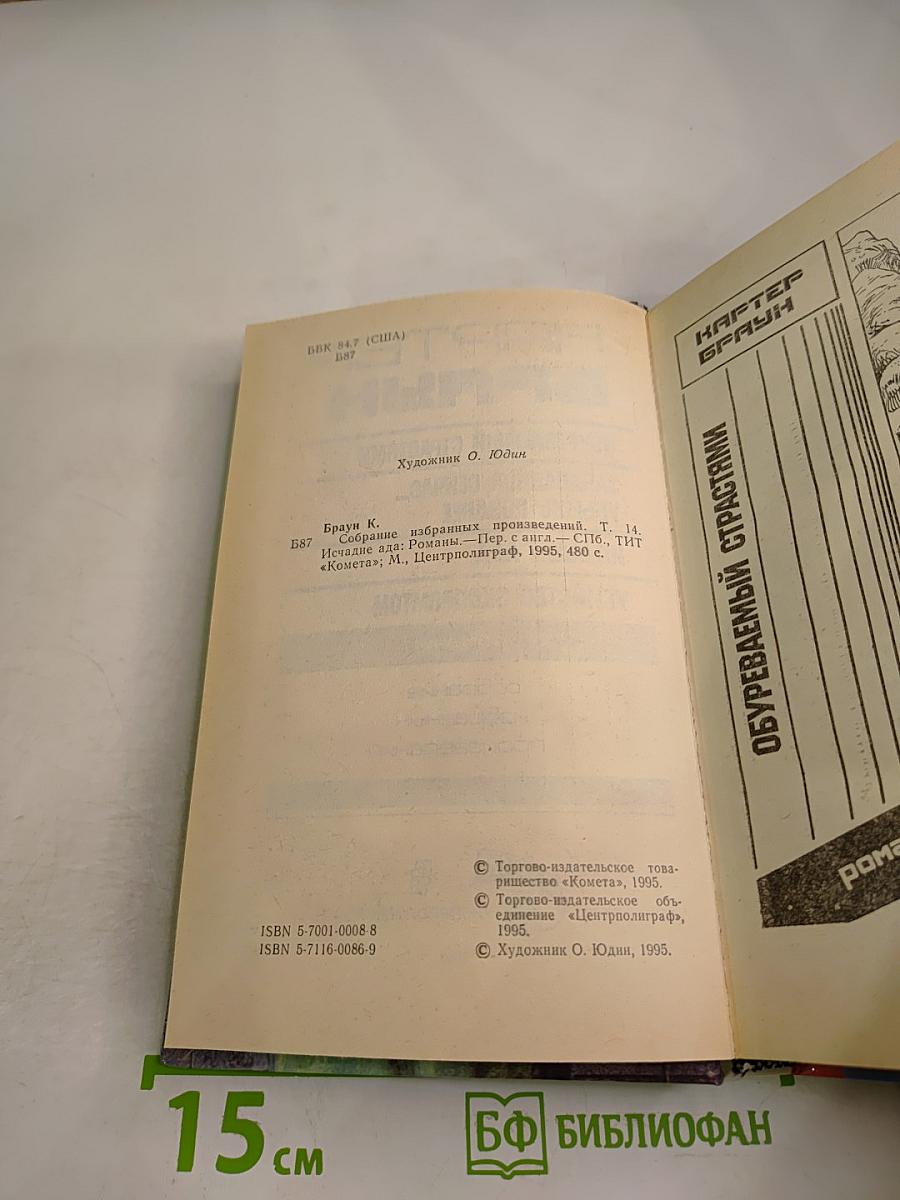 ББК 84.7 (США)
Б87
Художник О. Юдин
Браун К.
Б87 Собрание избранных произведений. Т. 14.
Исчадие ада: Романы.—Пер. с англ.— СПб., ТИТ
«Комета»; М., Центрполиграф, 1995, 480 с.
ISBN 5-7001-0008-8
ISBN 5-7116-0086-9
© Торгово-издательское това-
рищество «Комета», 1995.
© Торгово-издательское объ-
единение «Центрполиграф»,
1995.
© Художник О. Юдин, 1995.
КАРТЕР
БРАУН
ОБУРЕВАЕМЫЙ СТРАСТЯМИ
15 см
БФ БИБЛИОФАН